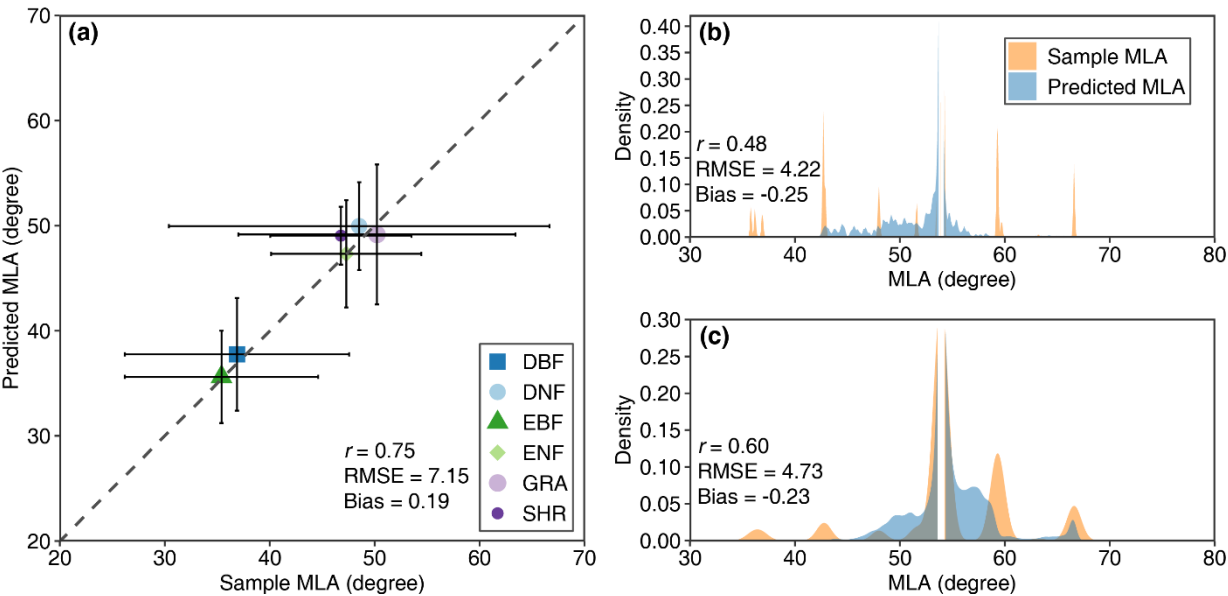 (a)
70
60
50
40
30
20
20 30 40 50 60 70
Predicted MLA (degree)
Sample MLA (degree)
r = 0.75
RMSE = 7.15
Bias = 0.19
DBF
DNF
EBF
ENF
GRA
SHR
(b)
0.40
0.35
0.30
0.25
0.20
0.15
0.10
0.05
0.00
30 40 50 60 70 80
Density
MLA (degree)
r = 0.48
RMSE = 4.22
Bias = -0.25
Sample MLA
Predicted MLA
(c)
0.30
0.25
0.20
0.15
0.10
0.05
0.00
30 40 50 60 70 80
Density
MLA (degree)
r = 0.60
RMSE = 4.73
Bias = -0.23